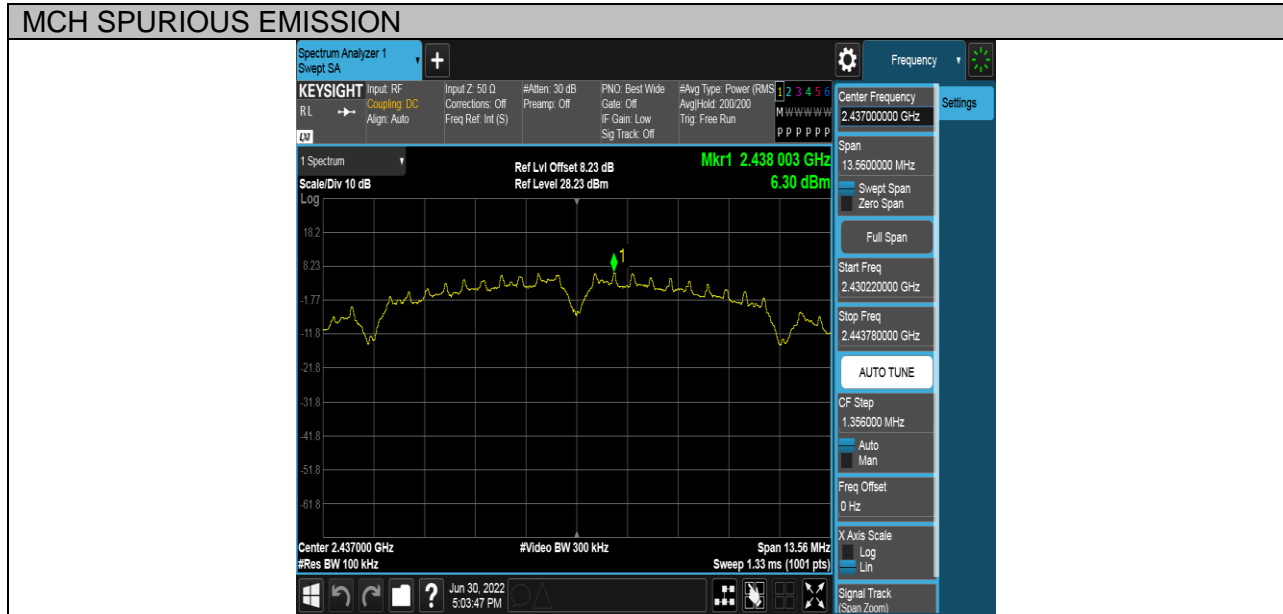 MCH SPURIOUS EMISSION
Spectrum Analyzer 1
Swept SA
+
Frequency
KEYSIGHT
RL
LXI
Input: RF
Coupling: DC
Align: Auto
Input Z: 50 Ω
Corrections: Off
Freq Ref: Int (S)
#Atten: 30 dB
Preamp: Off
PNO: Best Wide
Gate: Off
IF Gain: Low
Sig Track: Off
#Avg Type: Power (RMS
Avg|Hold: 200/200
Trig: Free Run
1 2 3 4 5 6
M W W W W W
P P P P P P
Center Frequency
2.437000000 GHz
Settings
Span
13.5600000 MHz
Swept Span
Zero Span
Full Span
Start Freq
2.430220000 GHz
Stop Freq
2.443780000 GHz
AUTO TUNE
CF Step
1.356000 MHz
Auto
Man
Freq Offset
0 Hz
X Axis Scale
Log
Lin
Signal Track
(Span Zoom)
1 Spectrum
Scale/Div 10 dB
Log
Ref Lvl Offset 8.23 dB
Ref Level 28.23 dBm
Mkr1 2.438 003 GHz
6.30 dBm
18.2
8.23
-1.77
-11.8
-21.8
-31.8
-41.8
-51.8
-61.8
1
Center 2.437000 GHz
#Res BW 100 kHz
#Video BW 300 kHz
Span 13.56 MHz
Sweep 1.33 ms (1001 pts)
?
Jun 30, 2022
5:03:47 PM